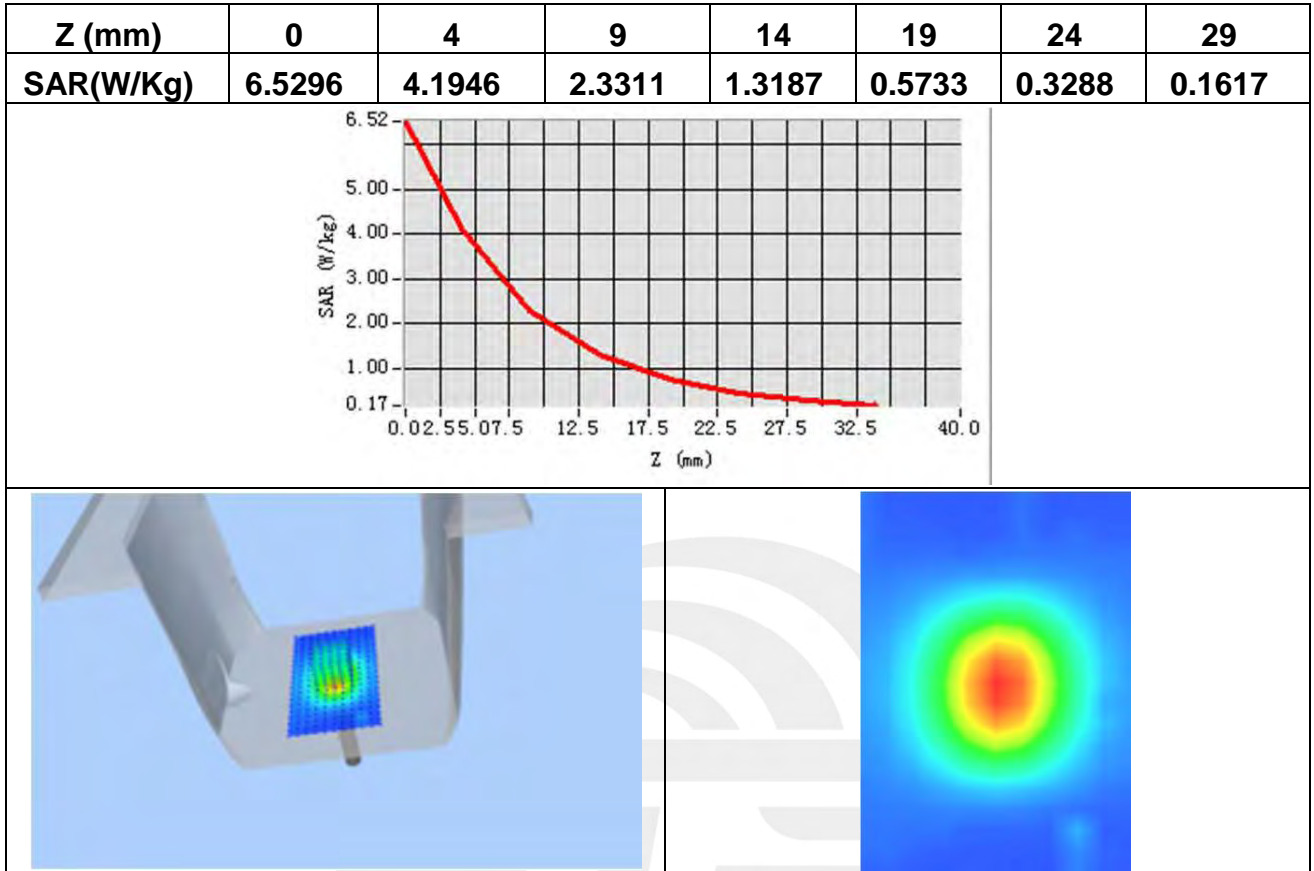 Z (mm) 0 4 9 14 19 24 29
SAR(W/Kg) 6.5296 4.1946 2.3311 1.3187 0.5733 0.3288 0.1617
6.52
5.00
4.00
3.00
2.00
1.00
0.17
SAR (W/kg)
0.0 2.5 5.0 7.5 12.5 17.5 22.5 27.5 32.5 40.0
Z (mm)